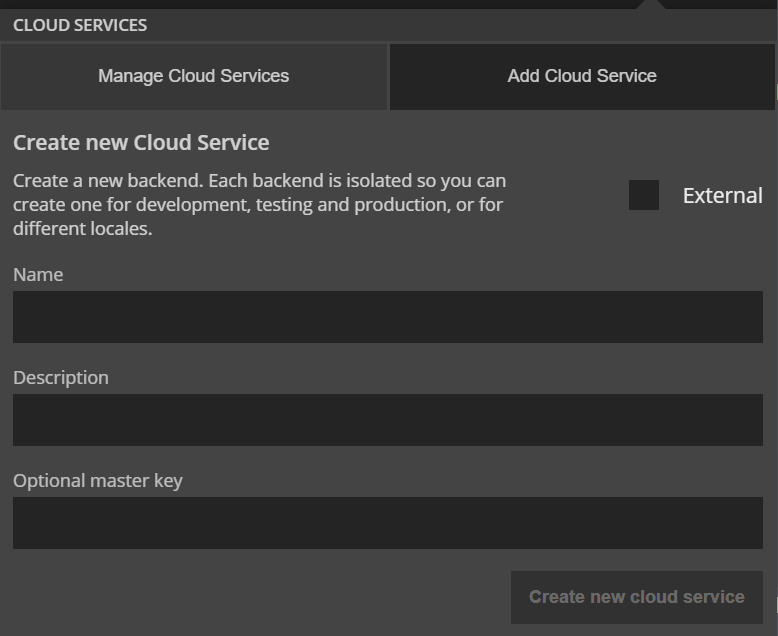 CLOUD SERVICES
Manage Cloud Services
Add Cloud Service
Create new Cloud Service
Create a new backend. Each backend is isolated so you can
create one for development, testing and production, or for
different locales.
External
Name
Description
Optional master key
Create new cloud service